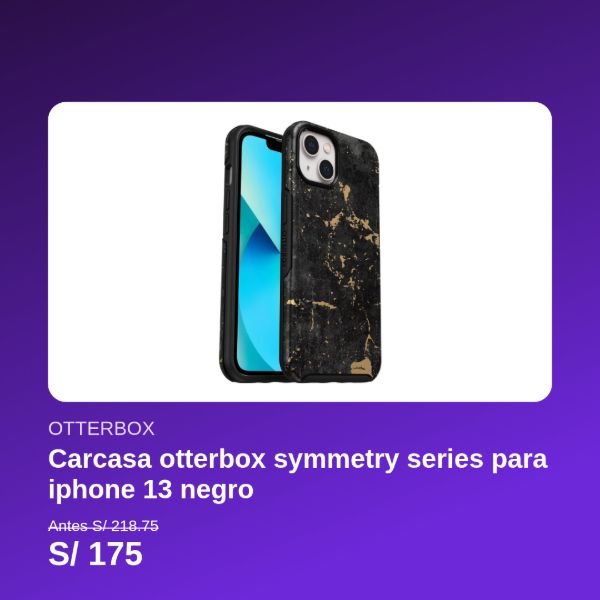 OTTERBOX
Carcasa otterbox symmetry series para
iphone 13 negro
Antes S/ 218.75
S/ 175